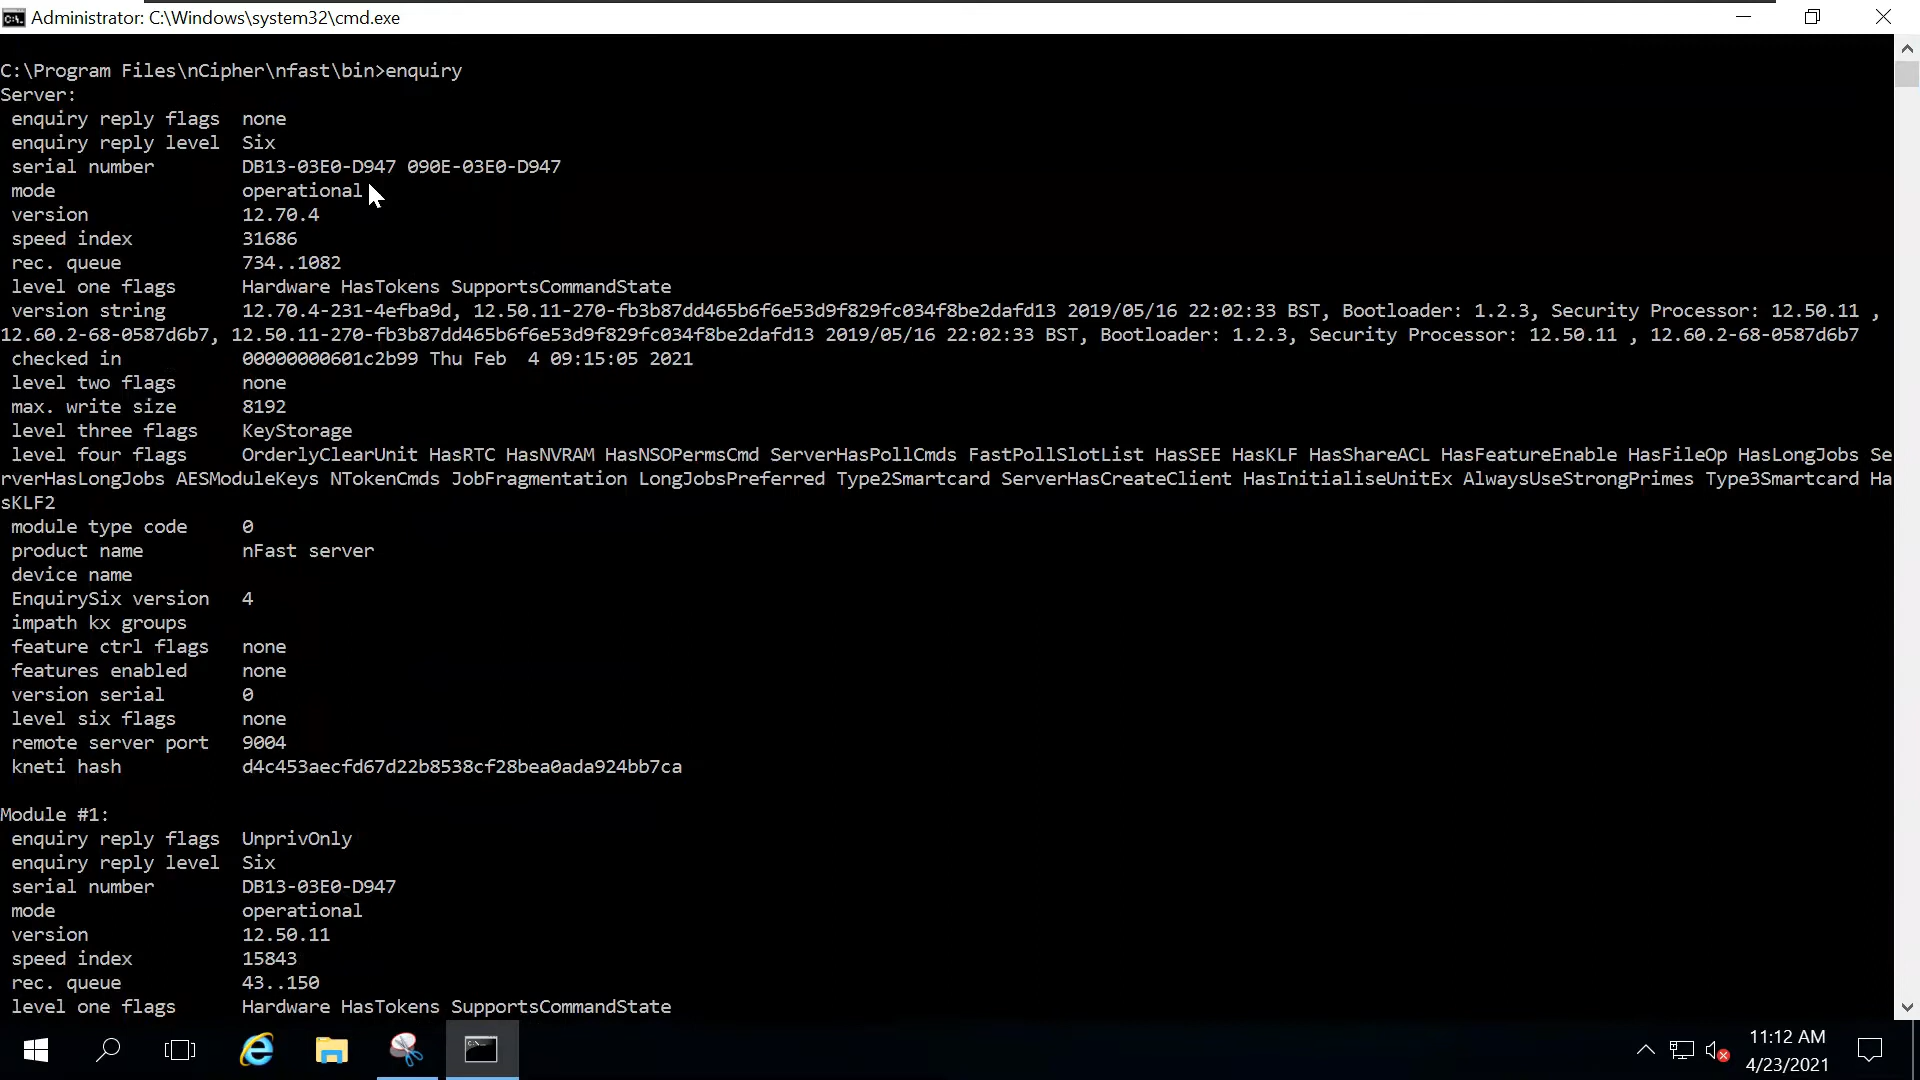 Administrator: C:\Windows\system32\cmd.exe
C:\Program Files\nCipher\nfast\bin>enquiry
Server:
 enquiry reply flags  none
 enquiry reply level  Six
 serial number        DB13-03E0-D947 090E-03E0-D947
 mode                 operational
 version              12.70.4
 speed index          31686
 rec. queue           734..1082
 level one flags      Hardware HasTokens SupportsCommandState
 version string       12.70.4-231-4efba9d, 12.50.11-270-fb3b87dd465b6f6e53d9f829fc034f8be2dafd13 2019/05/16 22:02:33 BST, Bootloader: 1.2.3, Security Processor: 12.50.11 ,
12.60.2-68-0587d6b7, 12.50.11-270-fb3b87dd465b6f6e53d9f829fc034f8be2dafd13 2019/05/16 22:02:33 BST, Bootloader: 1.2.3, Security Processor: 12.50.11 , 12.60.2-68-0587d6b7
 checked in           00000000601c2b99 Thu Feb  4 09:15:05 2021
 level two flags      none
 max. write size      8192
 level three flags    KeyStorage
 level four flags     OrderlyClearUnit HasRTC HasNVRAM HasNSOPermsCmd ServerHasPollCmds FastPollSlotList HasSEE HasKLF HasShareACL HasFeatureEnable HasFileOp HasLongJobs Se
rverHasLongJobs AESModuleKeys NTokenCmds JobFragmentation LongJobsPreferred Type2Smartcard ServerHasCreateClient HasInitialiseUnitEx AlwaysUseStrongPrimes Type3Smartcard Ha
sKLF2
 module type code     0
 product name         nFast server
 device name
 EnquirySix version   4
 impath kx groups
 feature ctrl flags   none
 features enabled     none
 version serial       0
 level six flags      none
 remote server port   9004
 kneti hash           d4c453aecfd67d22b8538cf28bea0ada924bb7ca
Module #1:
 enquiry reply flags  UnprivOnly
 enquiry reply level  Six
 serial number        DB13-03E0-D947
 mode                 operational
 version              12.50.11
 speed index          15843
 rec. queue           43..150
 level one flags      Hardware HasTokens SupportsCommandState
11:12 AM
4/23/2021